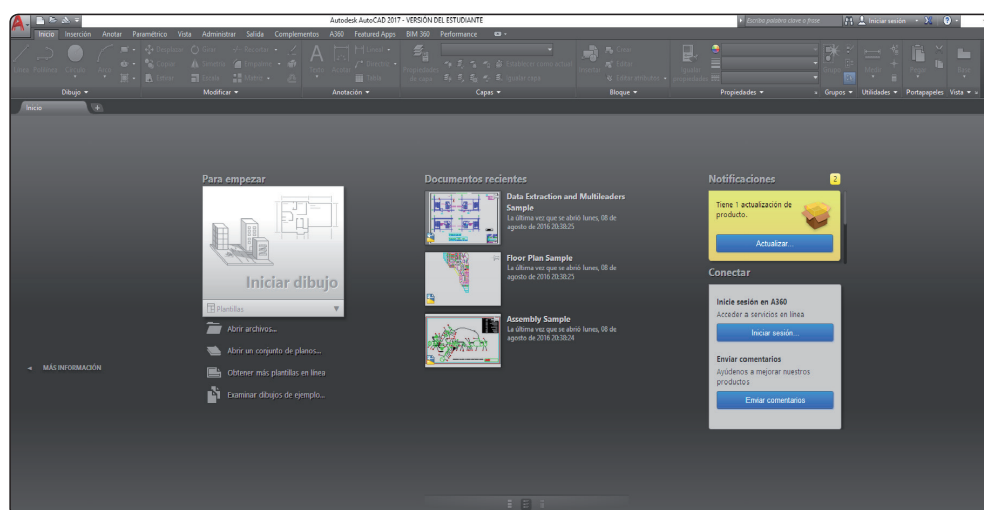 Autodesk AutoCAD 2017 - VERSIÓN DEL ESTUDIANTE
Escriba palabra clave o frase
Iniciar sesión
Inicio Inserción Anotar Paramétrico Vista Administrar Salida Complementos A360 Featured Apps BIM 360 Performance
Dibujo Modificar Anotación Capas Bloque Propiedades Grupos Utilidades Portapapeles Vista
Inicio
Para empezar
Iniciar dibujo
Plantillas
Abrir archivos...
Abrir un conjunto de planos...
Obtener más plantillas en línea
Examinar dibujos de ejemplo...
MÁS INFORMACIÓN
Documentos recientes
Data Extraction and Multileaders
Sample
La última vez que se abrió lunes, 08 de
agosto de 2016 20:38:25
Floor Plan Sample
La última vez que se abrió lunes, 08 de
agosto de 2016 20:38:25
Assembly Sample
La última vez que se abrió lunes, 08 de
agosto de 2016 20:38:24
Notificaciones 2
Tiene 1 actualización de
producto.
Actualizar...
Conectar
Inicie sesión en A360
Acceder a servicios en línea
Iniciar sesión...
Enviar comentarios
Ayúdenos a mejorar nuestros
productos
Enviar comentarios